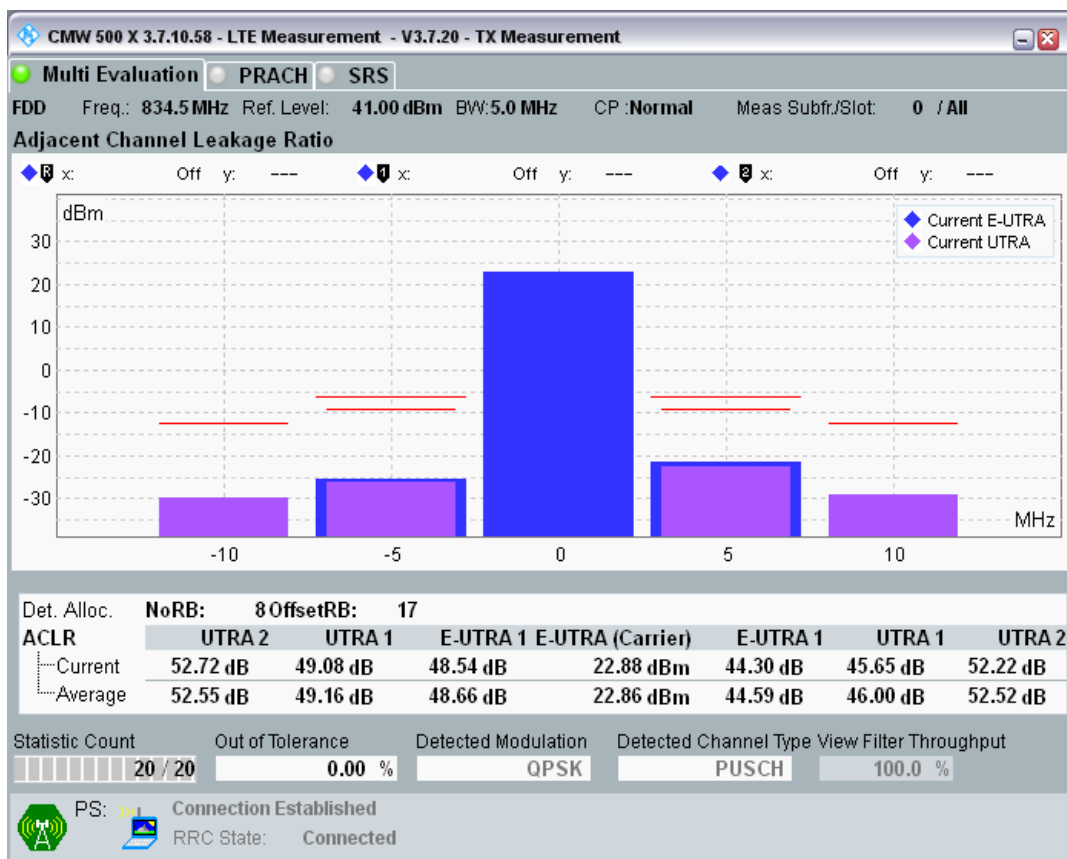 CMW 500 X 3.7.10.58 - LTE Measurement - V3.7.20 - TX Measurement
Multi Evaluation PRACH SRS
FDD Freq.: 834.5 MHz Ref. Level: 41.00 dBm BW:5.0 MHz CP :Normal Meas Subfr./Slot: 0 / All
Adjacent Channel Leakage Ratio
R x: Off y: --- 1 x: Off y: --- 2 x: Off y: ---
dBm
Current E-UTRA
Current UTRA
30
20
10
0
-10
-20
-30
MHz
-10 -5 0 5 10
Det. Alloc. NoRB: 8 OffsetRB: 17
ACLR UTRA 2 UTRA 1 E-UTRA 1 E-UTRA (Carrier) E-UTRA 1 UTRA 1 UTRA 2
Current 52.72 dB 49.08 dB 48.54 dB 22.88 dBm 44.30 dB 45.65 dB 52.22 dB
Average 52.55 dB 49.16 dB 48.66 dB 22.86 dBm 44.59 dB 46.00 dB 52.52 dB
Statistic Count Out of Tolerance Detected Modulation Detected Channel Type View Filter Throughput
20 / 20 0.00 % QPSK PUSCH 100.0 %
PS: Connection Established
RRC State: Connected